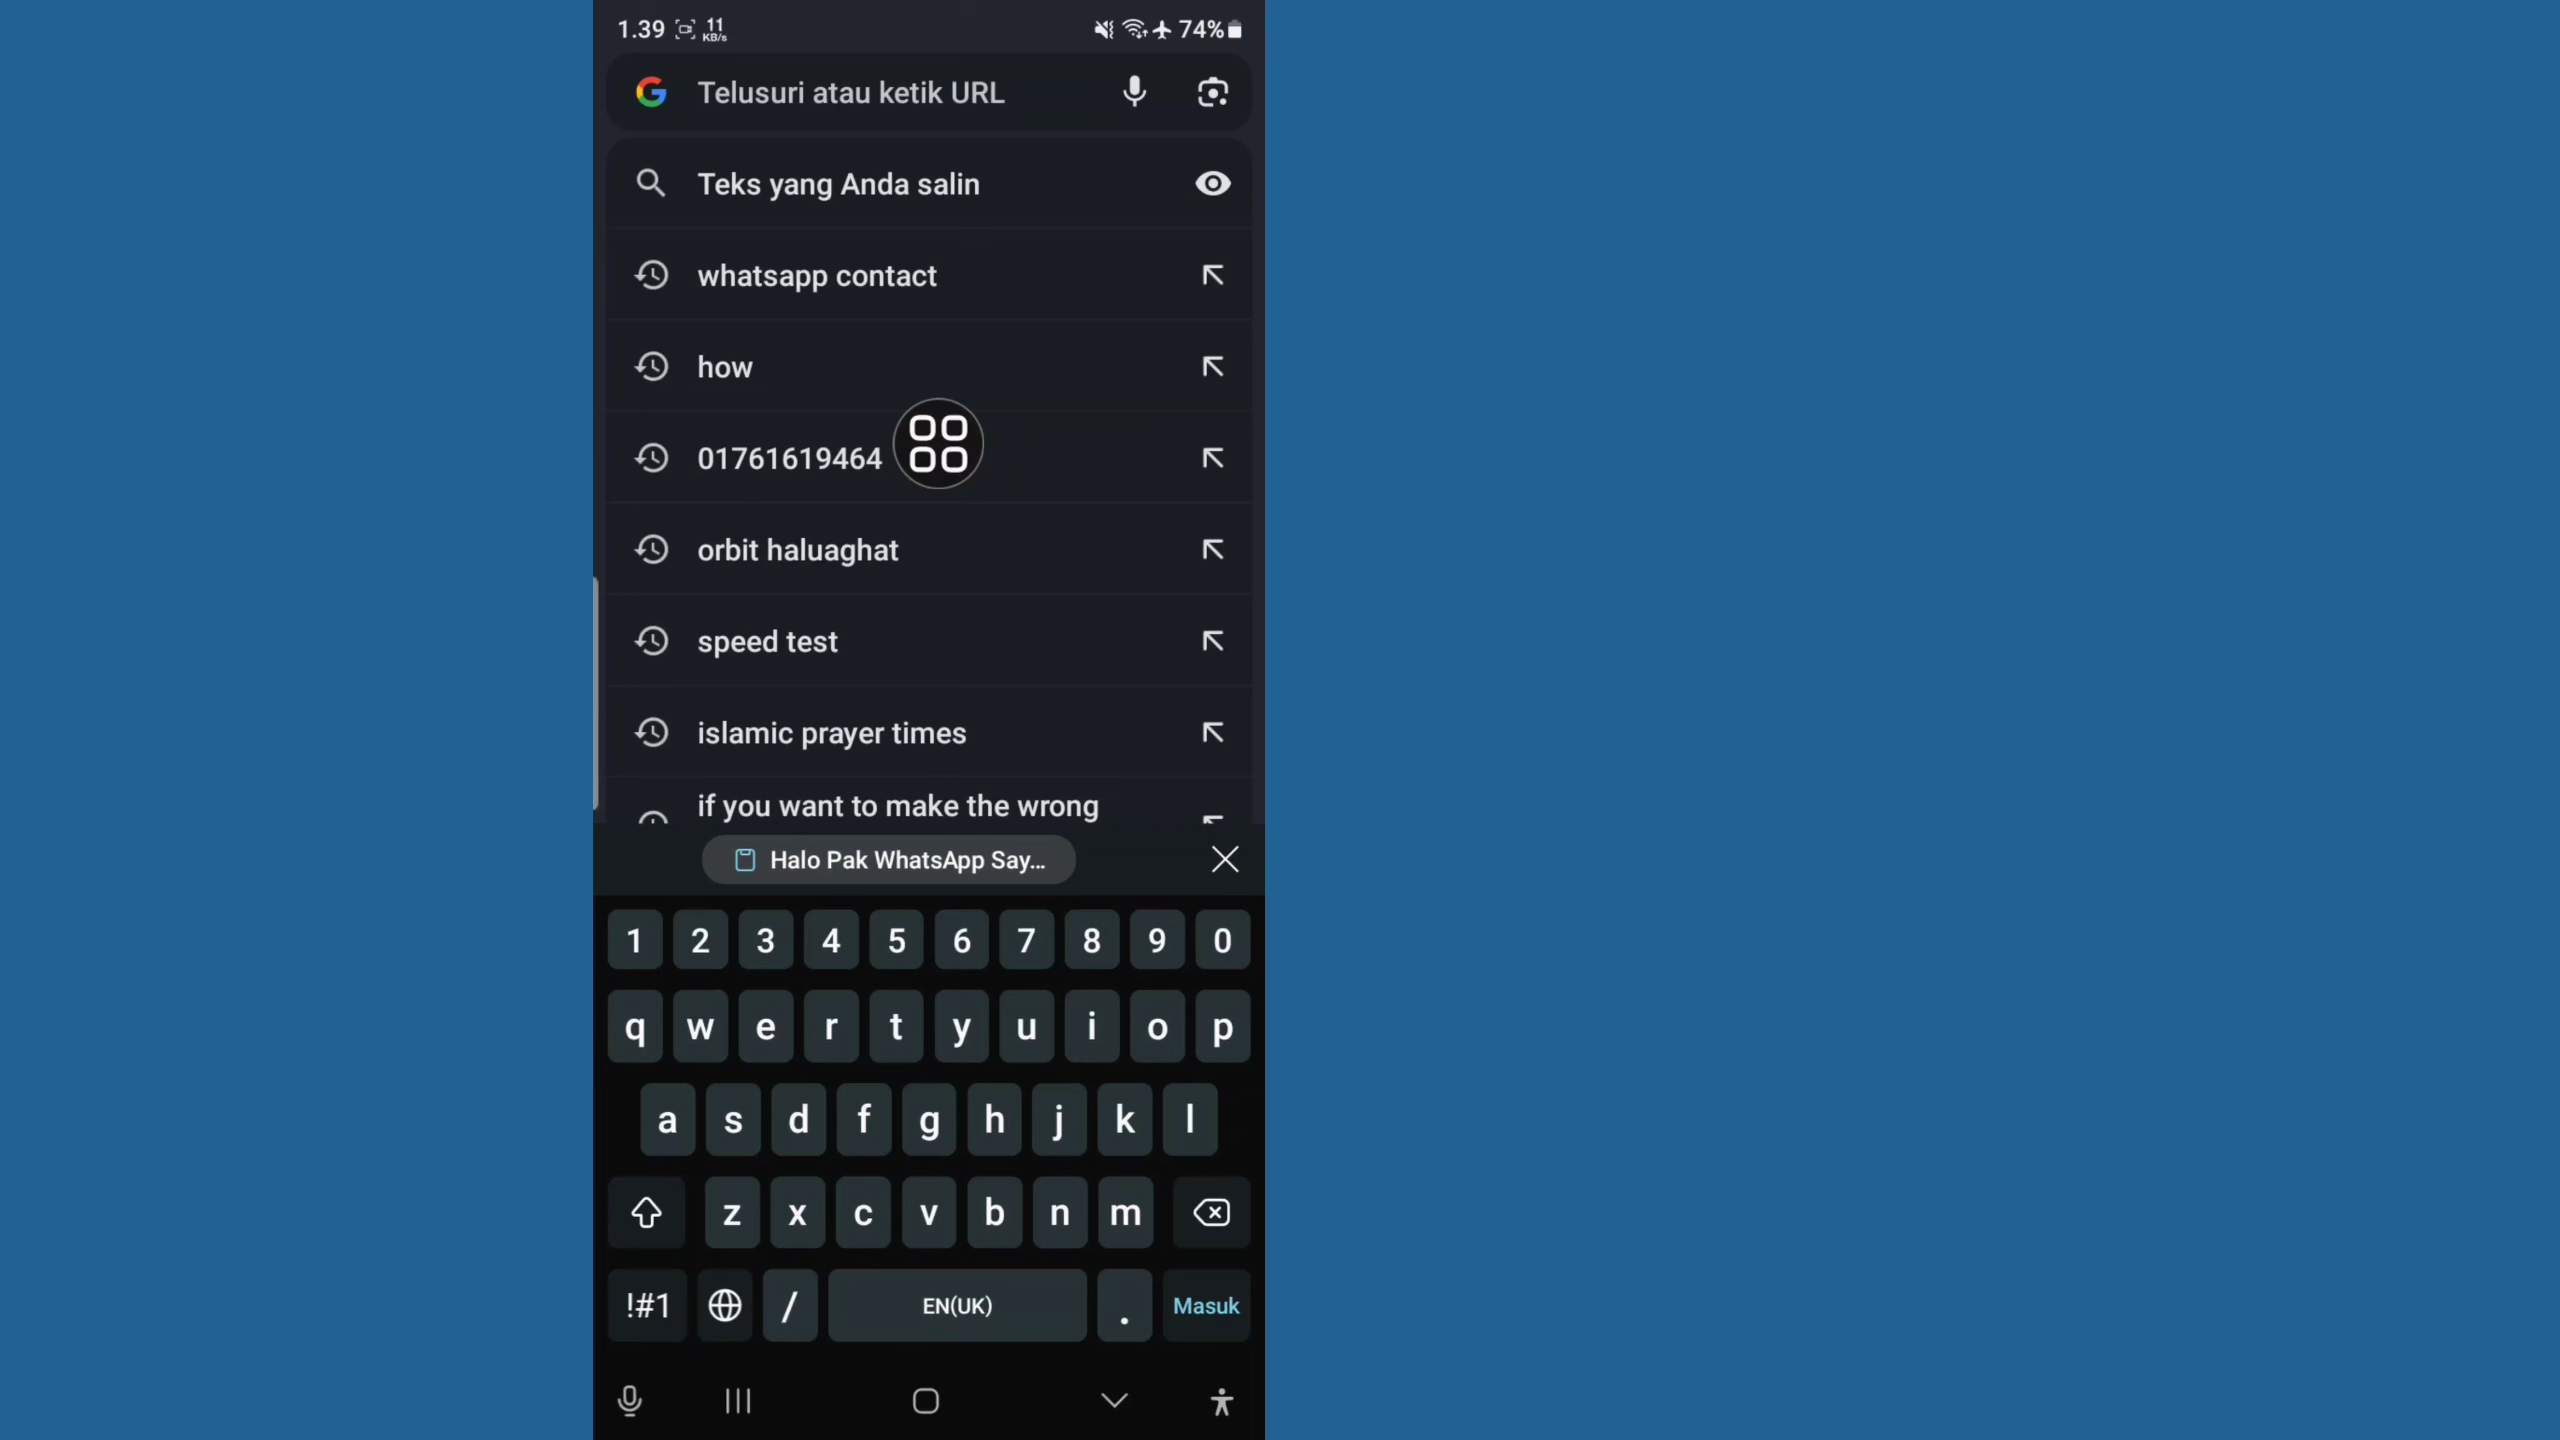 1.39 11 KB/s 74%
Telusuri atau ketik URL
Teks yang Anda salin
whatsapp contact
how
01761619464
orbit haluaghat
speed test
islamic prayer times
if you want to make the wrong
Halo Pak WhatsApp Say...
1 2 3 4 5 6 7 8 9 0
q w e r t y u i o p
a s d f g h j k l
z x c v b n m
!#1 / EN(UK) . Masuk